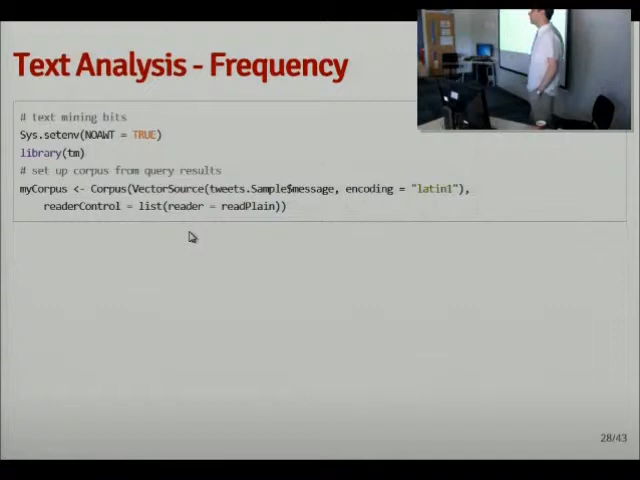 Text Analysis - Frequency
# text mining bits
Sys.setenv(NOAWT = TRUE)
library(tm)
# set up corpus from query results
myCorpus <- Corpus(VectorSource(tweets.Sample$message, encoding = "latin1"),
readerControl = list(reader = readPlain))
28/43